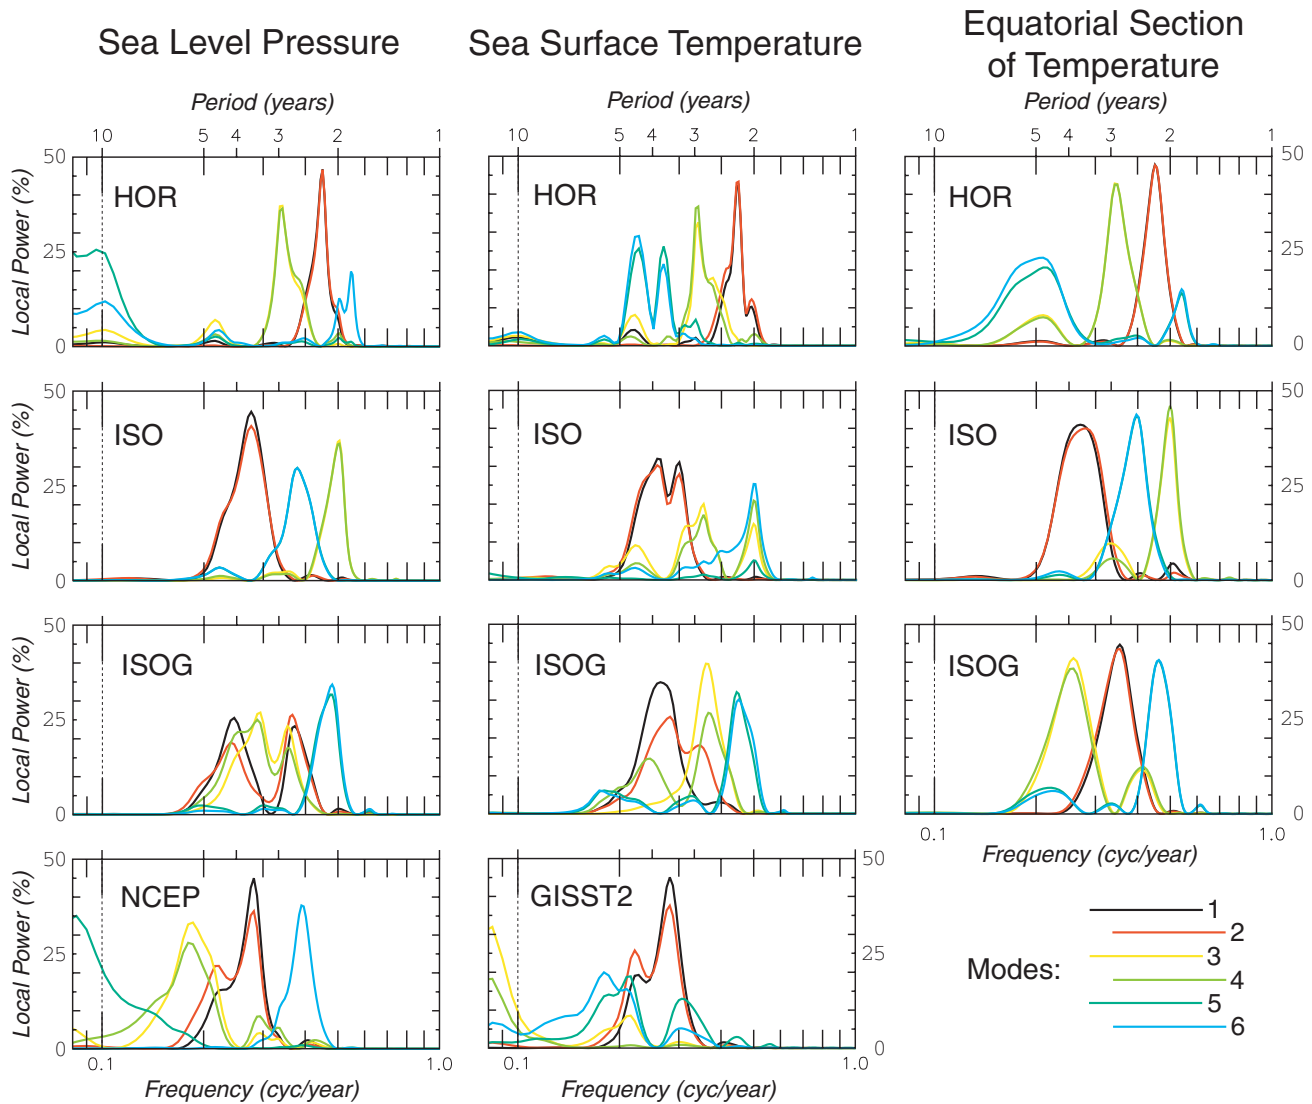 Sea Level Pressure
Sea Surface Temperature
Equatorial Section
of Temperature
Period (years)
Period (years)
Period (years)
10 5 4 3 2 1
10 5 4 3 2 1
10 5 4 3 2 1
Local Power (%)
50
25
0
HOR
HOR
HOR
50
25
0
Local Power (%)
50
25
0
ISO
ISO
ISO
50
25
0
Local Power (%)
50
25
0
ISOG
ISOG
ISOG
50
25
0
0.1 1.0
Frequency (cyc/year)
Local Power (%)
50
25
0
NCEP
GISST2
50
25
0
0.1 1.0
0.1 1.0
Frequency (cyc/year)
Frequency (cyc/year)
Modes:
1
2
3
4
5
6